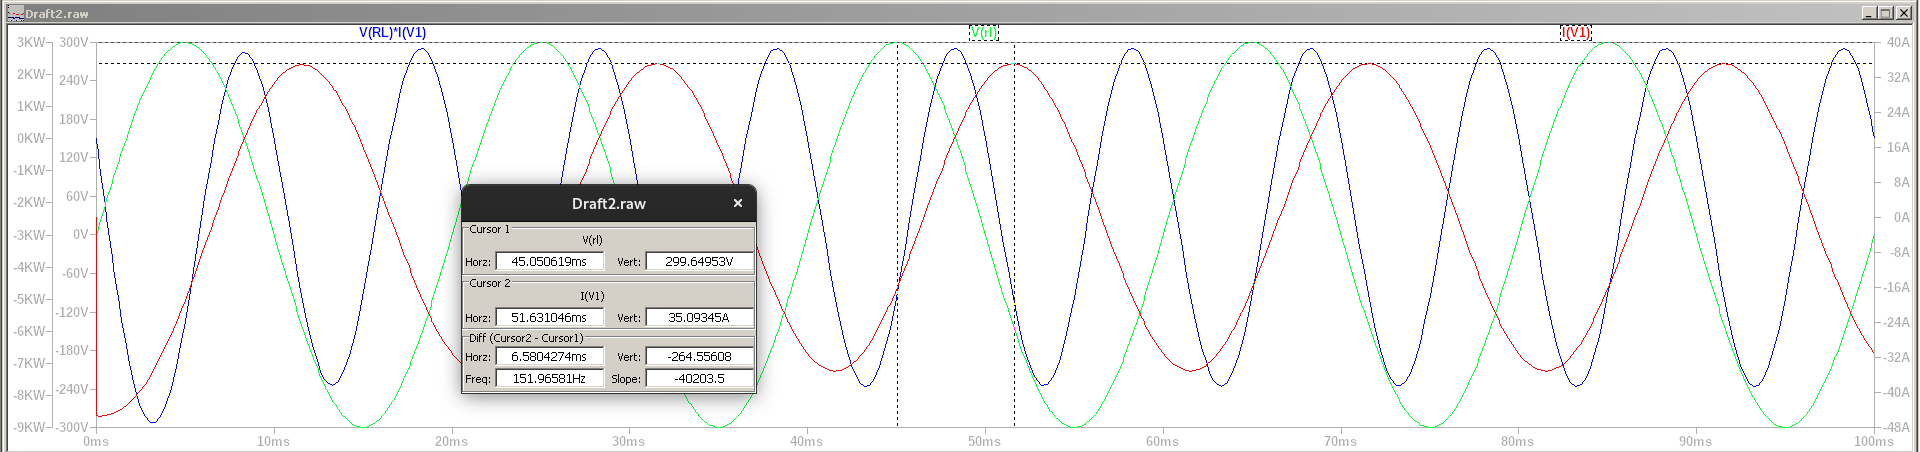 Draft2.raw
V(RL)*I(V1) V(rl) I(V1)
3KW 300V 40A
2KW 240V 32A
1KW 180V 24A
0KW 120V 16A
-1KW 60V 8A
-2KW 0V 0A
-3KW -60V -8A
-4KW -120V -16A
-5KW -180V -24A
-6KW -240V -32A
-7KW -300V -40A
-8KW -48A
-9KW
0ms 10ms 20ms 30ms 40ms 50ms 60ms 70ms 80ms 90ms 100ms
Draft2.raw
Cursor 1
V(rl)
Horz: 45.050619ms Vert: 299.64953V
Cursor 2
I(V1)
Horz: 51.631046ms Vert: 35.09345A
Diff (Cursor2 - Cursor1)
Horz: 6.5804274ms Vert: -264.55608
Freq: 151.96581Hz Slope: -40203.5